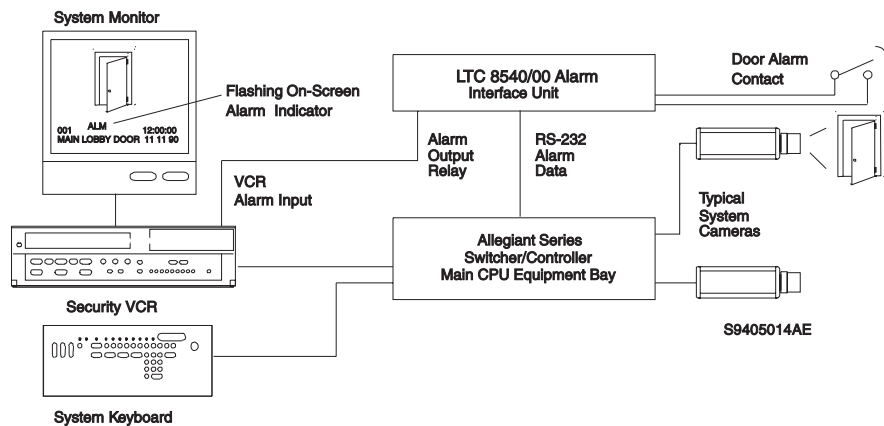 System Monitor
Flashing On-Screen
Alarm Indicator
ALM
001 12:00:00
MAIN LOBBY DOOR 11 11 90
LTC 8540/00 Alarm
Interface Unit
Door Alarm
Contact
Alarm
Output
Relay
RS-232
Alarm
Data
VCR
Alarm Input
Typical
System
Cameras
Allegiant Series
Switcher/Controller
Main CPU Equipment Bay
Security VCR
S9405014AE
System Keyboard